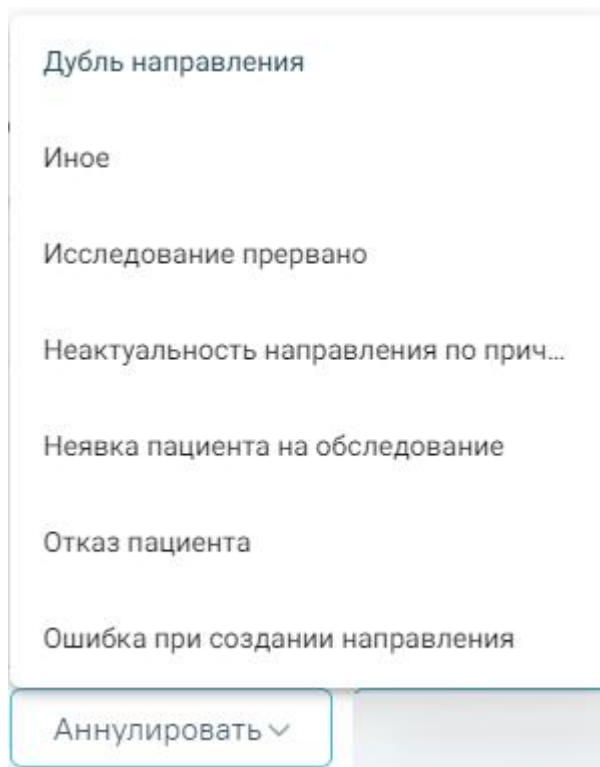 Дубль направления
Иное
Исследование прервано
Неактуальность направления по прич...
Неявка пациента на обследование
Отказ пациента
Ошибка при создании направления
Аннулировать